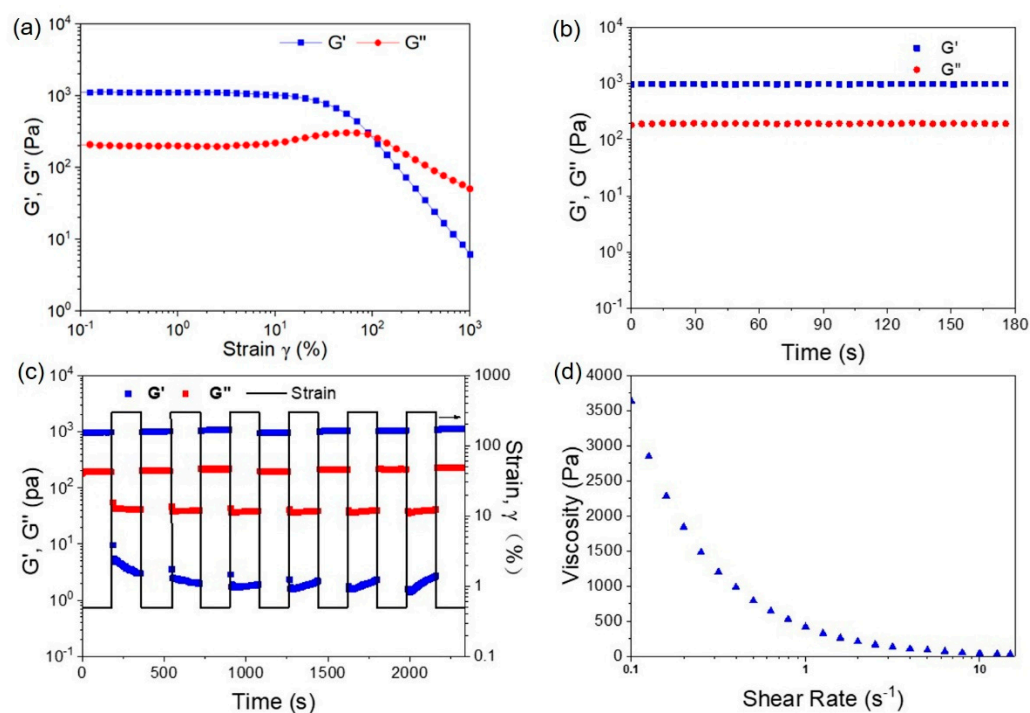 (a)
G' G''
10⁴
10³
10²
10¹
10⁰
G', G'' (Pa)
10⁻¹ 10⁰ 10¹ 10² 10³
Strain γ (%)
(b)
G'
G''
10⁴
10³
10²
10¹
10⁰
10⁻¹
G', G'' (Pa)
0 30 60 90 120 150 180
Time (s)
(c)
G' G" Strain
10⁴
10³
10²
10¹
10⁰
10⁻¹
G', G'' (pa)
1000
100
10
1
0.1
Strain, γ (%)
0 500 1000 1500 2000
Time (s)
(d)
4000
3500
3000
2500
2000
1500
1000
500
0
Viscosity (Pa)
0.1 1 10
Shear Rate (s⁻¹)